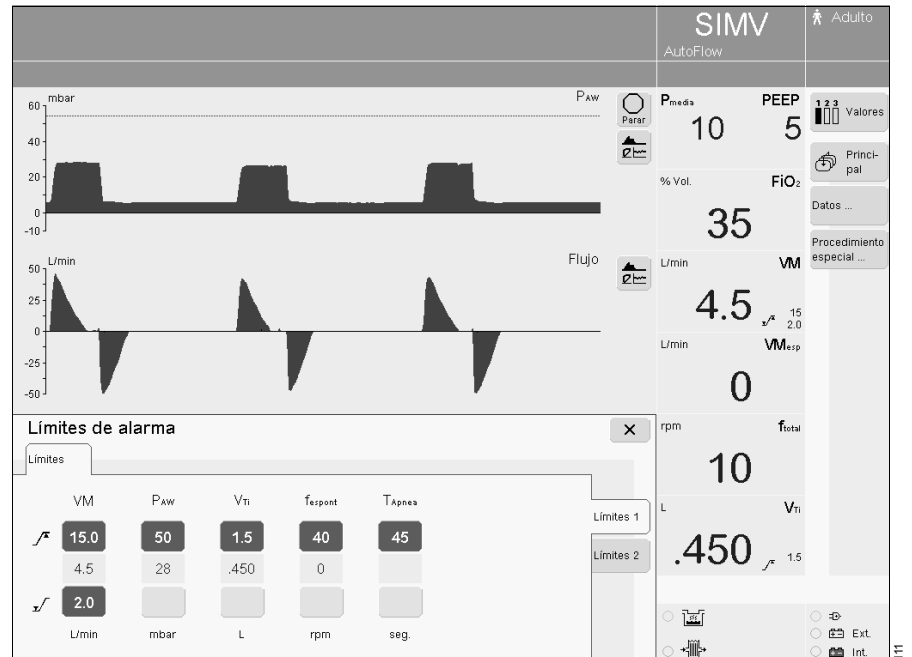 SIMV
AutoFlow
Adulto
mbar
PAW
60
40
20
0
-10
Parar
L/min
Flujo
50
25
0
-25
-50
Pmedia PEEP
10 5
% Vol. FiO2
35
L/min VM
4.5 15
2.0
L/min VMesp
0
rpm ftotal
10
L VTi
.450 1.5
1 2 3 Valores
Princi-
pal
Datos ...
Procedimiento
especial ...
Límites de alarma
Límites
VM PAW VTi fespont TApnea
15.0 50 1.5 40 45
4.5 28 .450 0
2.0
L/min mbar L rpm seg.
Límites 1
Límites 2
Ext.
Int.
111